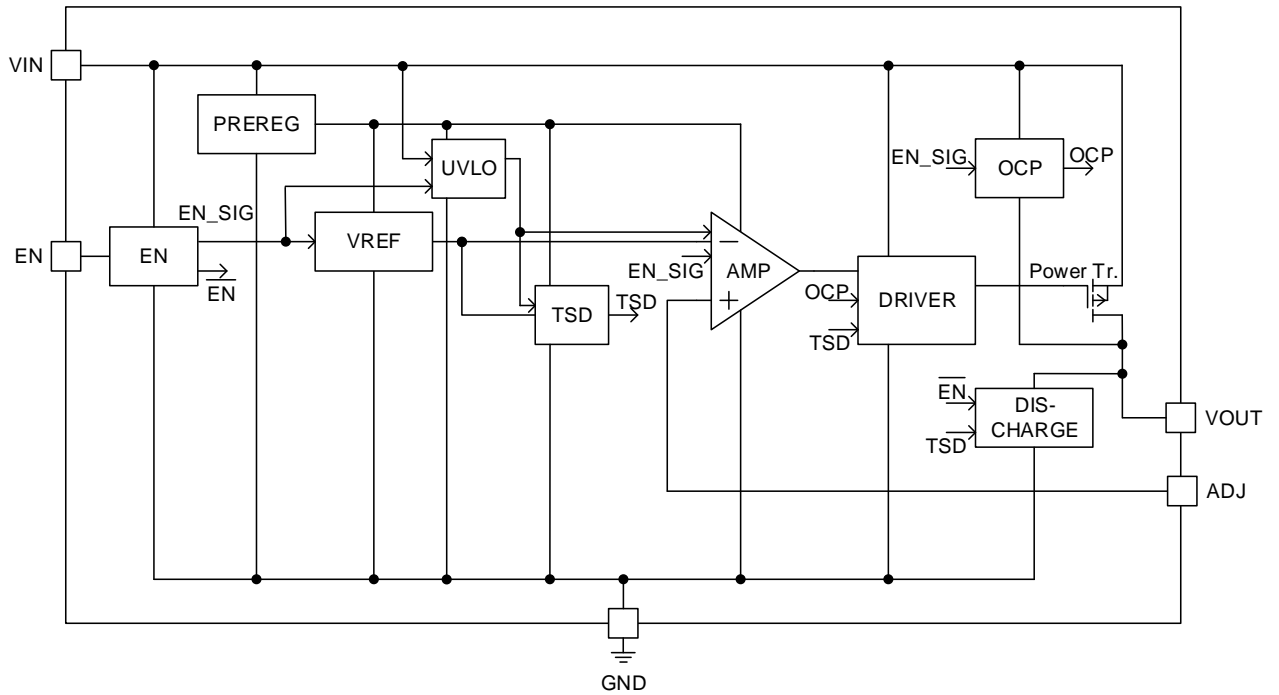 VIN
PREREG
UVLO
EN_SIG
OCP
OCP
EN_SIG
VREF
EN
EN
EN
EN_SIG
AMP
Power Tr.
TSD
TSD
OCP
DRIVER
TSD
EN
DIS-
CHARGE
TSD
VOUT
ADJ
GND